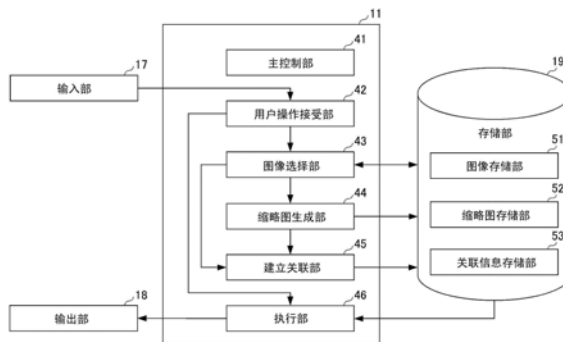 11
41
主控制部
17
输入部
42
用户操作接受部
43
图像选择部
44
缩略图生成部
45
建立关联部
46
执行部
18
输出部
19
存储部
51
图像存储部
52
缩略图存储部
53
关联信息存储部